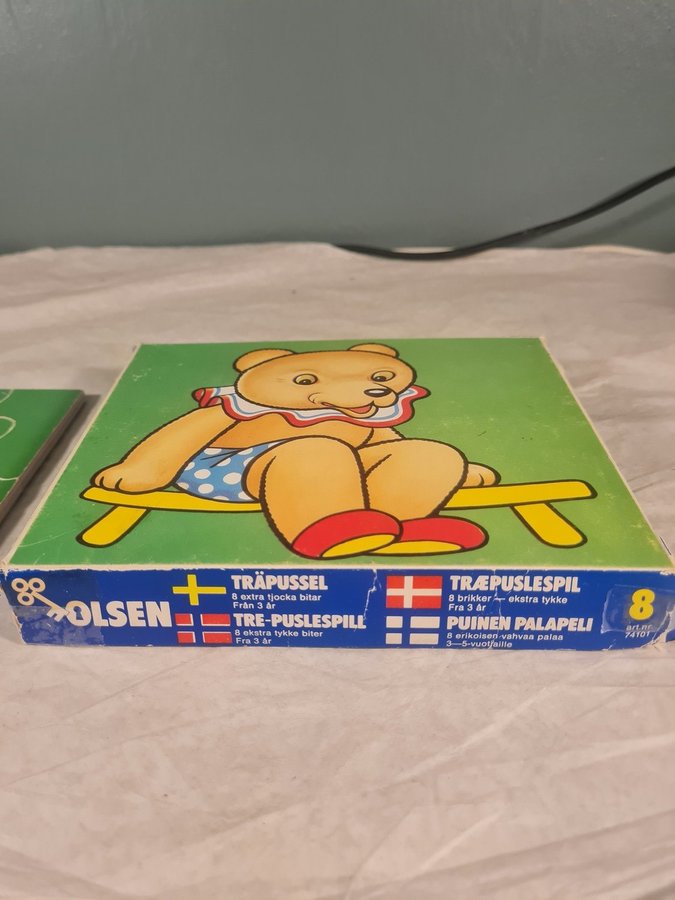 OLSEN
TRÄPUSSEL
8 extra tjocka bitar
Från 3 år
TRE-PUSLESPILL
8 ekstra tykke biter
Fra 3 år
TRÆPUSLESPIL
8 brikker — ekstra tykke
Fra 3 år
PUINEN PALAPELI
8 erikoisen vahvaa palaa
3—5-vuotiaille
8
art.nr.
74101